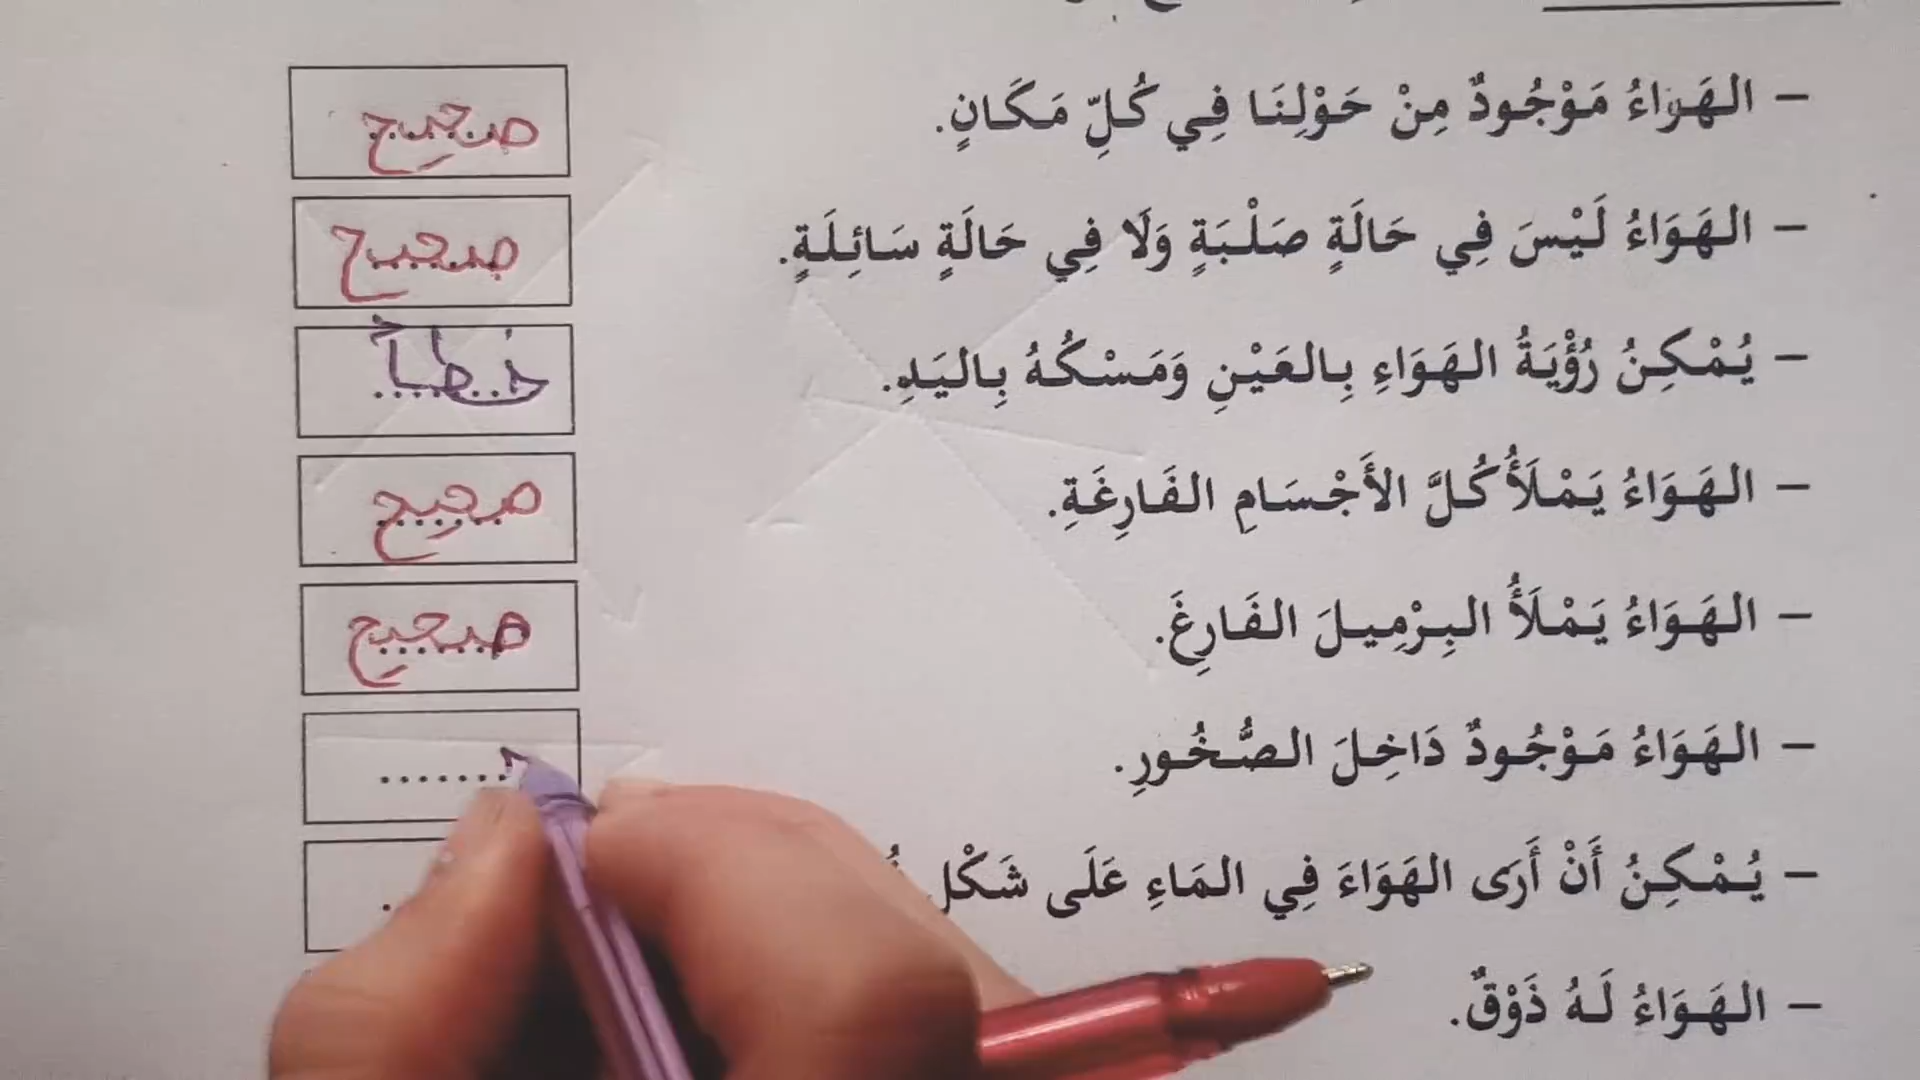 – الهَوَاءُ مَوْجُودٌ مِنْ حَوْلِنَا فِي كُلِّ مَكَانٍ. صحيح
– الهَوَاءُ لَيْسَ فِي حَالَةٍ صَلْبَةٍ وَلَا فِي حَالَةٍ سَائِلَةٍ. صحيح
– يُمْكِنُ رُؤْيَةُ الهَوَاءِ بِالعَيْنِ وَمَسْكُهُ بِاليَدِ. خطأ
– الهَوَاءُ يَمْلَأُ كُلَّ الأَجْسَامِ الفَارِغَةِ. صحيح
– الهَوَاءُ يَمْلَأُ البِرْمِيلَ الفَارِغَ. صحيح
– الهَوَاءُ مَوْجُودٌ دَاخِلَ الصُّخُورِ. .......
– يُمْكِنُ أَنْ أَرَى الهَوَاءَ فِي المَاءِ عَلَى شَكْلِ
– الهَوَاءُ لَهُ ذَوْقٌ.